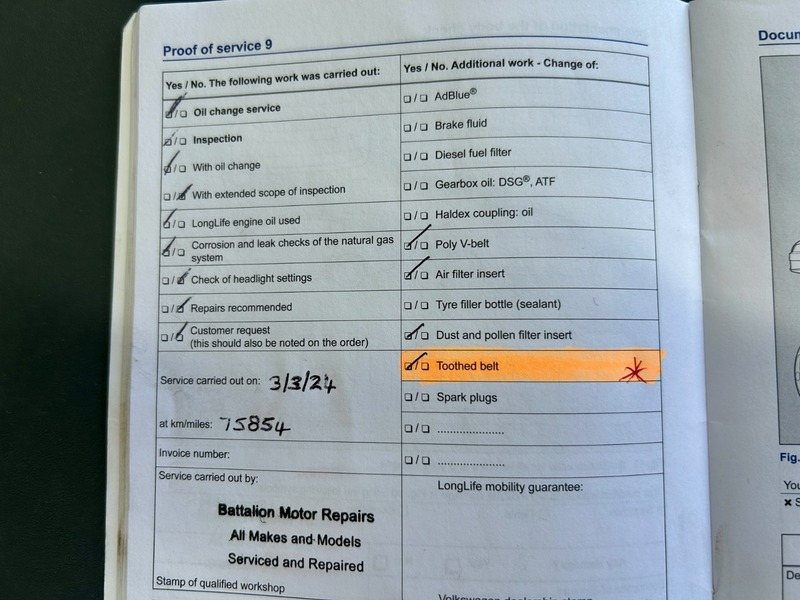 Proof of service 9
Yes / No. The following work was carried out:
☑/☐ Oil change service
☑/☐ Inspection
☑/☐ With oil change
☐/☑ With extended scope of inspection
☑/☐ LongLife engine oil used
☑/☐ Corrosion and leak checks of the natural gas
system
☐/☑ Check of headlight settings
☐/☑ Repairs recommended
☐/☑ Customer request
(this should also be noted on the order)
Service carried out on: 3/3/24
at km/miles: 75854
Invoice number:
Service carried out by:
Battalion Motor Repairs
All Makes and Models
Serviced and Repaired
Stamp of qualified workshop
Yes / No. Additional work - Change of:
☐/☐ AdBlue®
☐/☐ Brake fluid
☐/☐ Diesel fuel filter
☐/☐ Gearbox oil: DSG®, ATF
☐/☐ Haldex coupling: oil
☑/☐ Poly V-belt
☑/☐ Air filter insert
☐/☐ Tyre filler bottle (sealant)
☑/☐ Dust and pollen filter insert
☑/☐ Toothed belt *
☐/☐ Spark plugs
☐/☐ ....................
☐/☐ ....................
LongLife mobility guarantee:
Volkswagen dealership stamp
Docum
Fig.
You
De